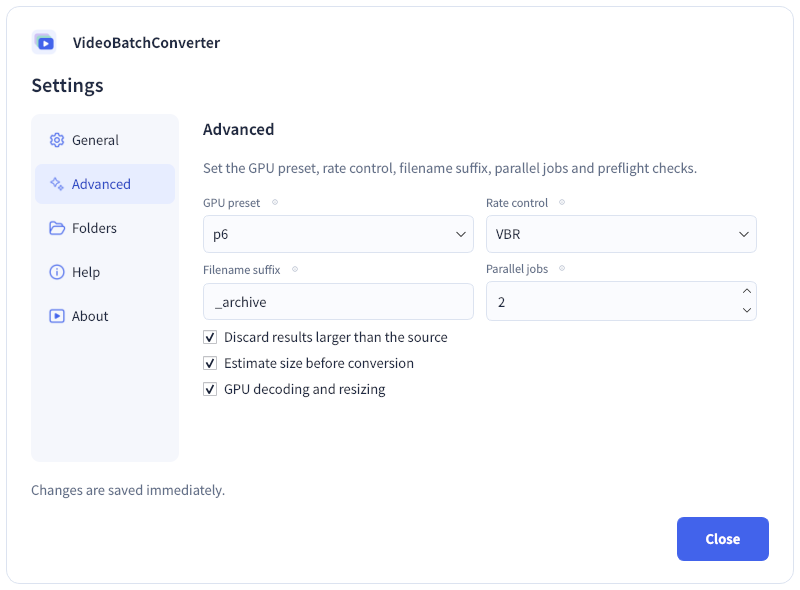 VideoBatchConverter
Settings
General
Advanced
Folders
Help
About
Advanced
Set the GPU preset, rate control, filename suffix, parallel jobs and preflight checks.
GPU preset
Rate control
p6
VBR
Filename suffix
Parallel jobs
_archive
2
Discard results larger than the source
Estimate size before conversion
GPU decoding and resizing
Changes are saved immediately.
Close